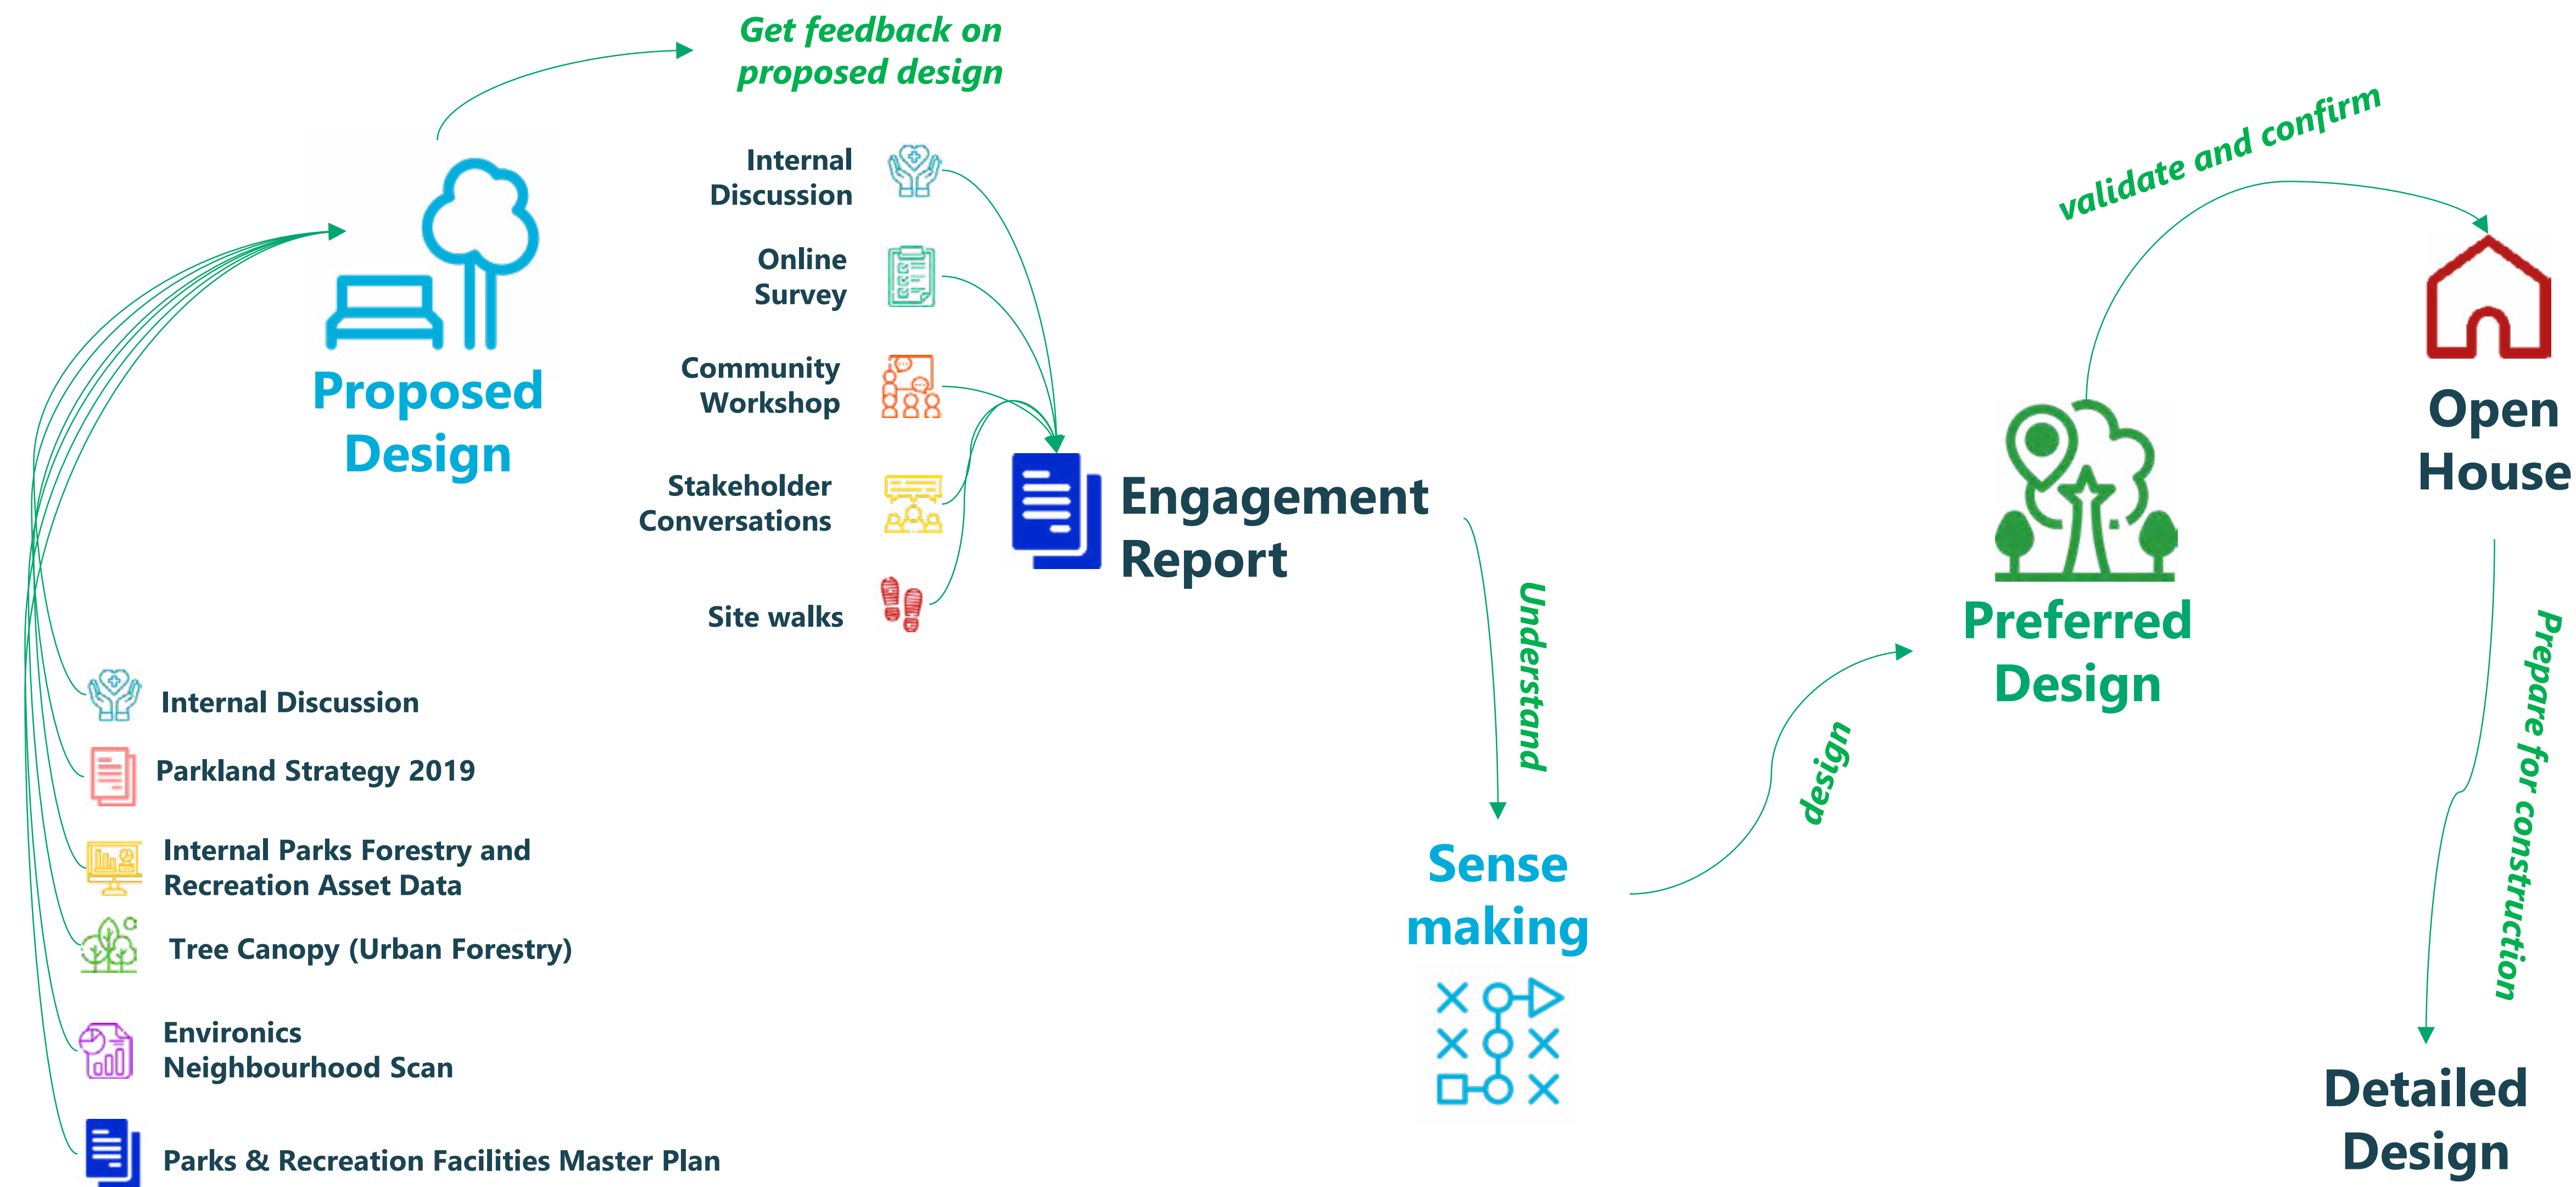 Get feedback on
proposed design
Proposed
Design
Internal Discussion
Parkland Strategy 2019
Internal Parks Forestry and
Recreation Asset Data
Tree Canopy (Urban Forestry)
Environics
Neighbourhood Scan
Parks & Recreation Facilities Master Plan
Internal
Discussion
Online
Survey
Community
Workshop
Stakeholder
Conversations
Site walks
Engagement
Report
Understand
Sense
making
design
Preferred
Design
validate and confirm
Open
House
Prepare for construction
Detailed
Design